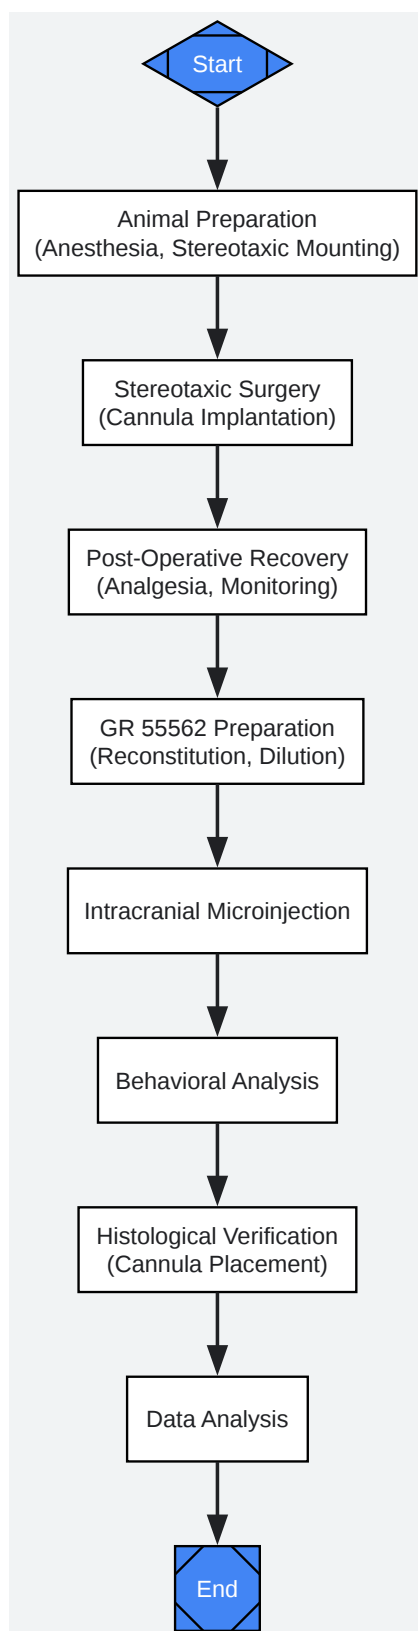 Start
Animal Preparation
(Anesthesia, Stereotaxic Mounting)
Stereotaxic Surgery
(Cannula Implantation)
Post-Operative Recovery
(Analgesia, Monitoring)
GR 55562 Preparation
(Reconstitution, Dilution)
Intracranial Microinjection
Behavioral Analysis
Histological Verification
(Cannula Placement)
Data Analysis
End